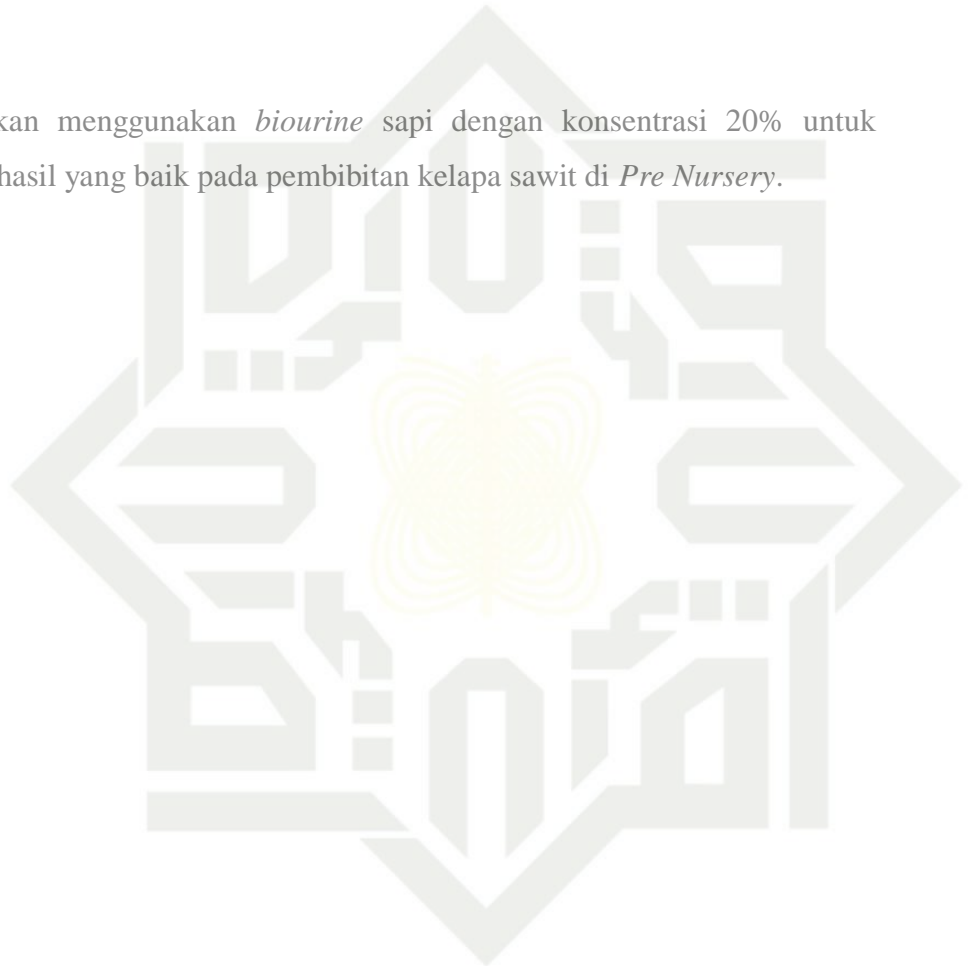 kan menggunakan biourine sapi dengan konsentrasi 20% untuk
hasil yang baik pada pembibitan kelapa sawit di Pre Nursery.